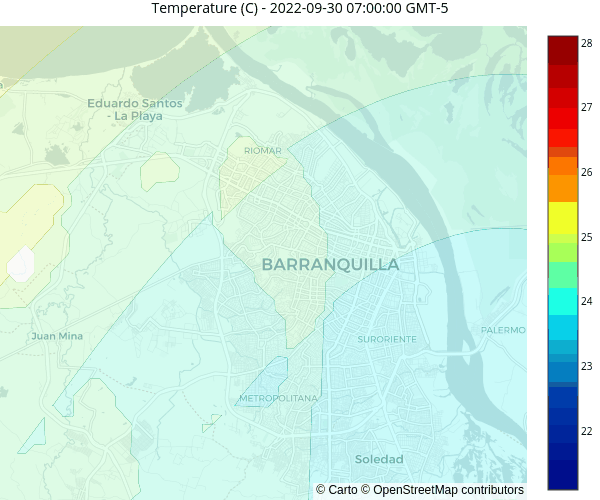 Temperature (C) - 2022-09-30 07:00:00 GMT-5
28
27
26
25
24
23
22
a
Eduardo Santos
- La Playa
RIOMAR
BARRANQUILLA
Juan Mina
SURORIENTE
PALERMO
METROPOLITANA
Soledad
© Carto © OpenStreetMap contributors